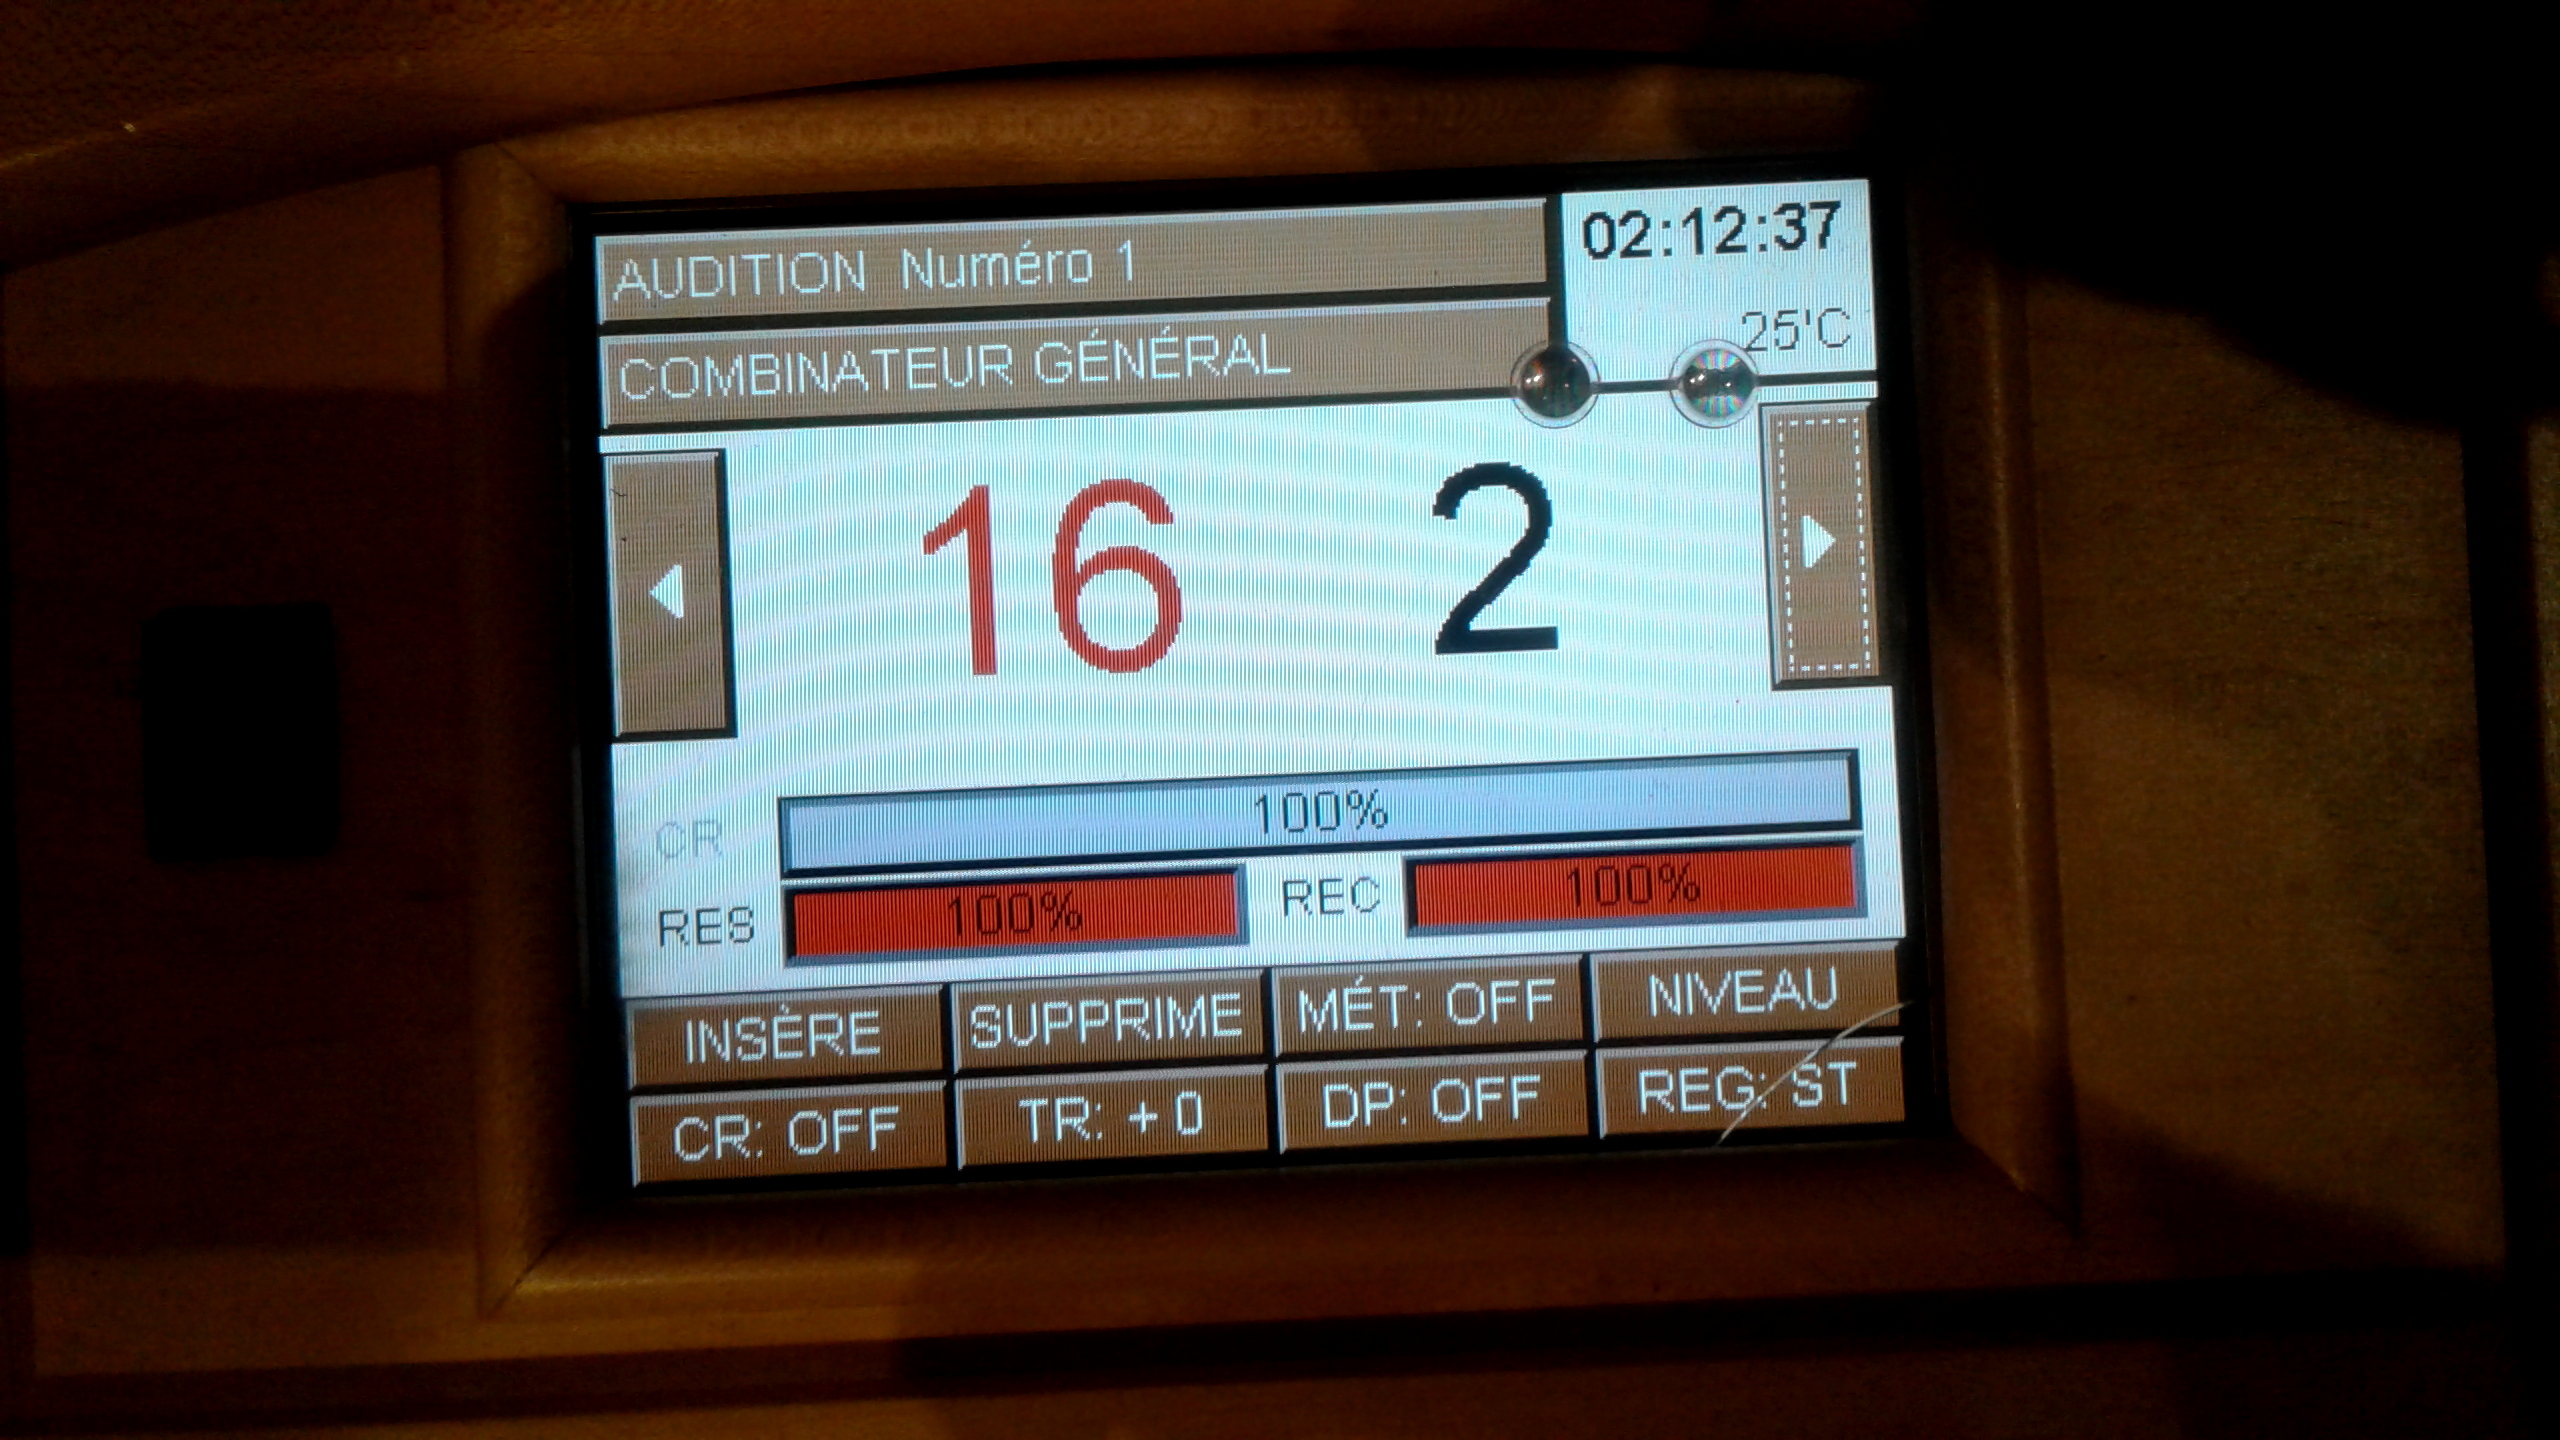 AUDITION Numéro 1
02:12:37
25'C
COMBINATEUR GÉNÉRAL
16 2
CR 100%
RES 100% REC 100%
INSÈRE SUPPRIME MÉT: OFF NIVEAU
CR: OFF TR: +0 DP: OFF REG: ST